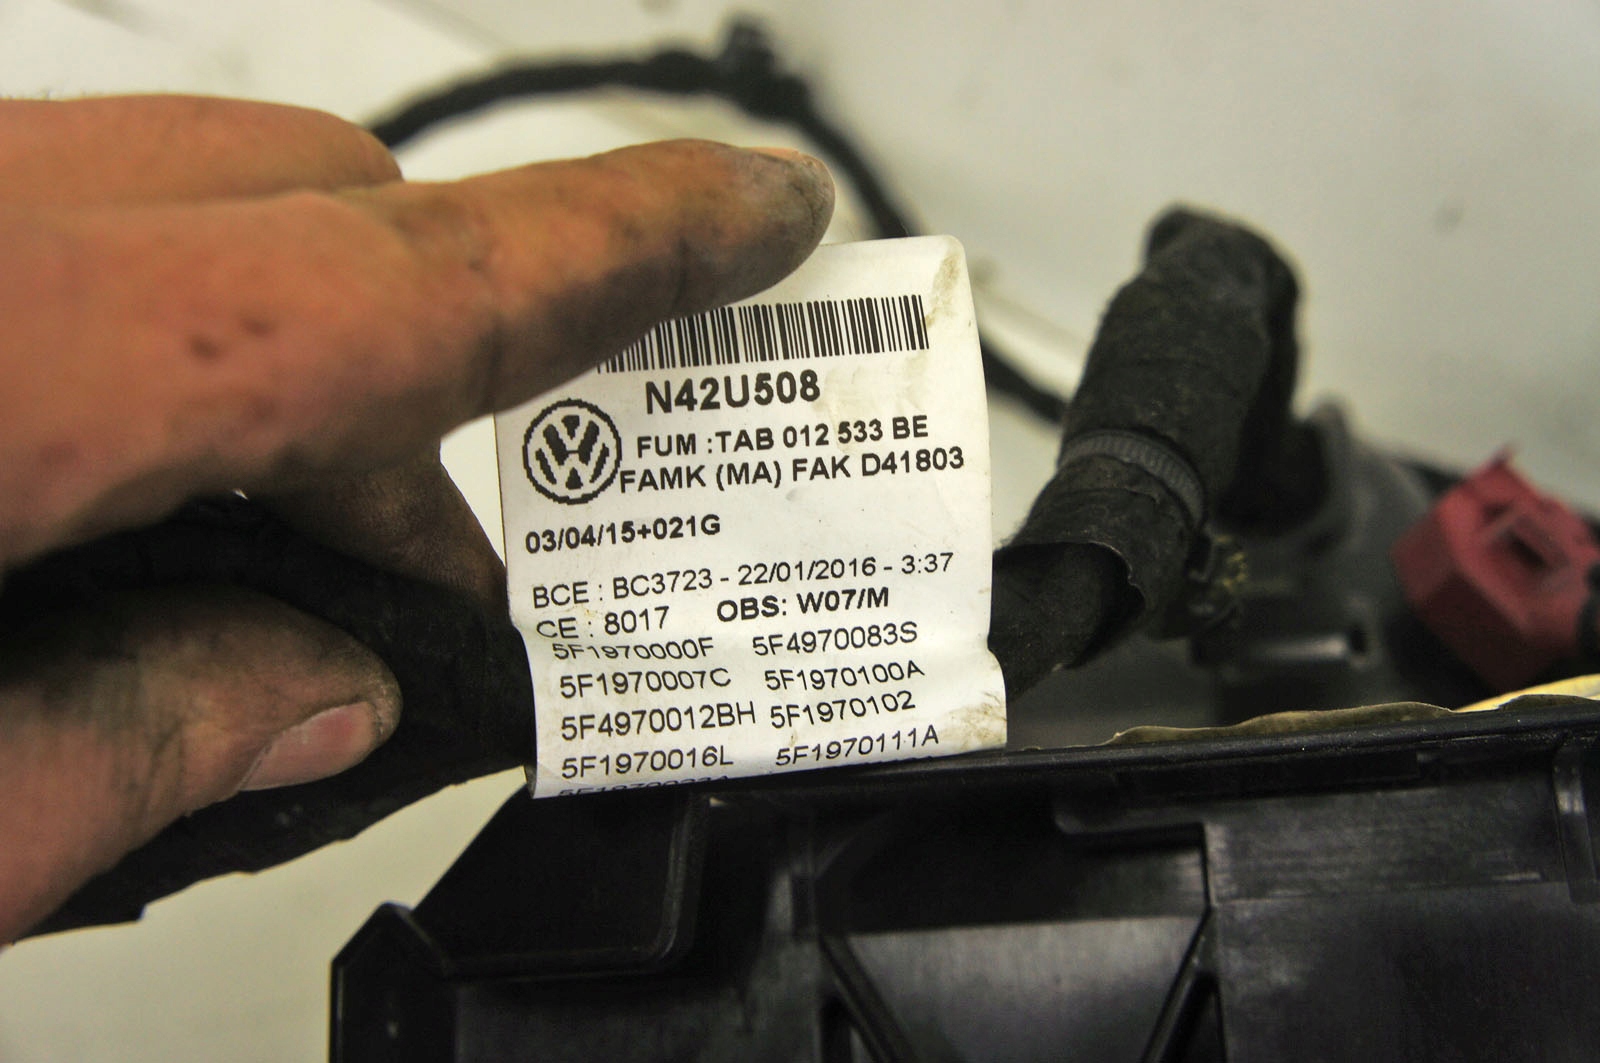 N42U508
FUM :TAB 012 533 BE
FAMK (MA) FAK D41803
03/04/15+021G
BCE : BC3723 - 22/01/2016 - 3:37
CE : 8017 OBS: W07/M
5F1970000F 5F4970083S
5F1970007C 5F1970100A
5F4970012BH 5F1970102
5F1970016L 5F1970111A